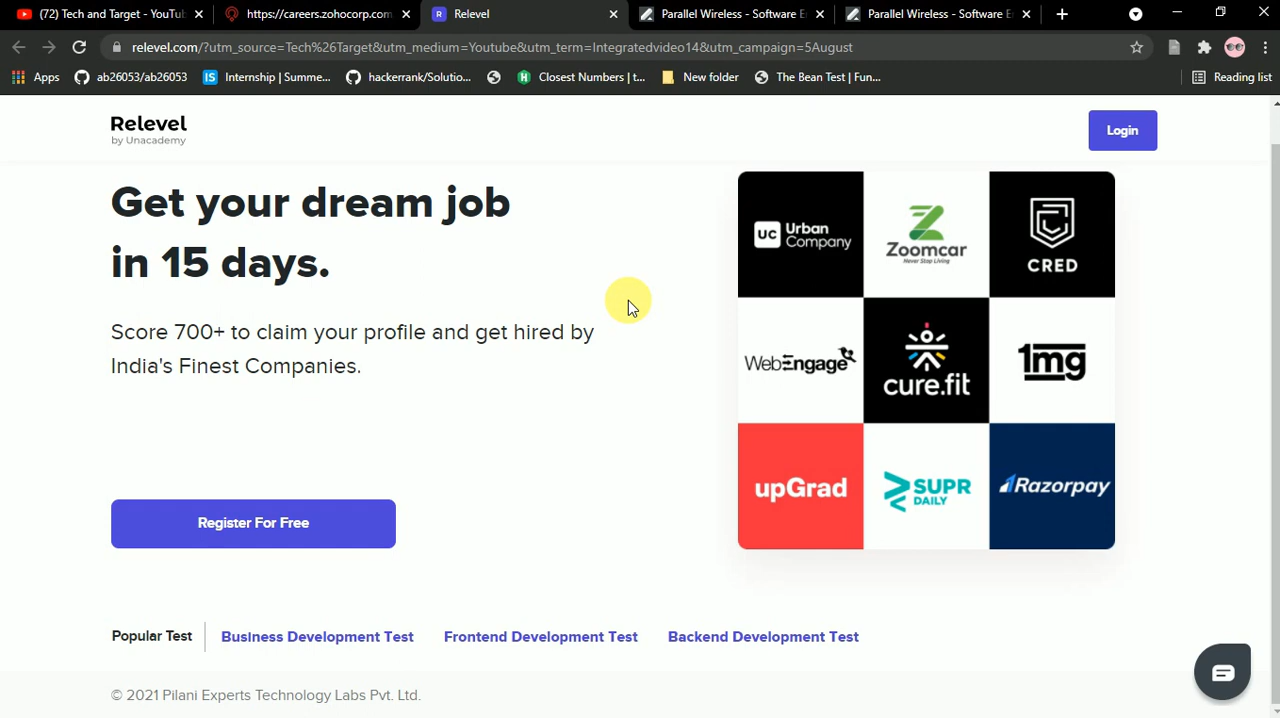 (72) Tech and Target - YouTu
https://careers.zohocorp.com
Relevel
Parallel Wireless - Software E
Parallel Wireless - Software E
relevel.com/?utm_source=Tech%26Target&utm_medium=Youtube&utm_term=Integratedvideo14&utm_campaign=5August
Apps
ab26053/ab26053
IS
Internship | Summe...
hackerrank/Solutio...
Closest Numbers | t...
New folder
The Bean Test | Fun...
Reading list
Relevel
by Unacademy
Login
Get your dream job
in 15 days.
Score 700+ to claim your profile and get hired by
India's Finest Companies.
Register For Free
UC Urban
Company
Zoomcar
Never Stop Living
CRED
WebEngage
cure.fit
1mg
upGrad
SUPR
DAILY
Razorpay
Popular Test
Business Development Test
Frontend Development Test
Backend Development Test
© 2021 Pilani Experts Technology Labs Pvt. Ltd.